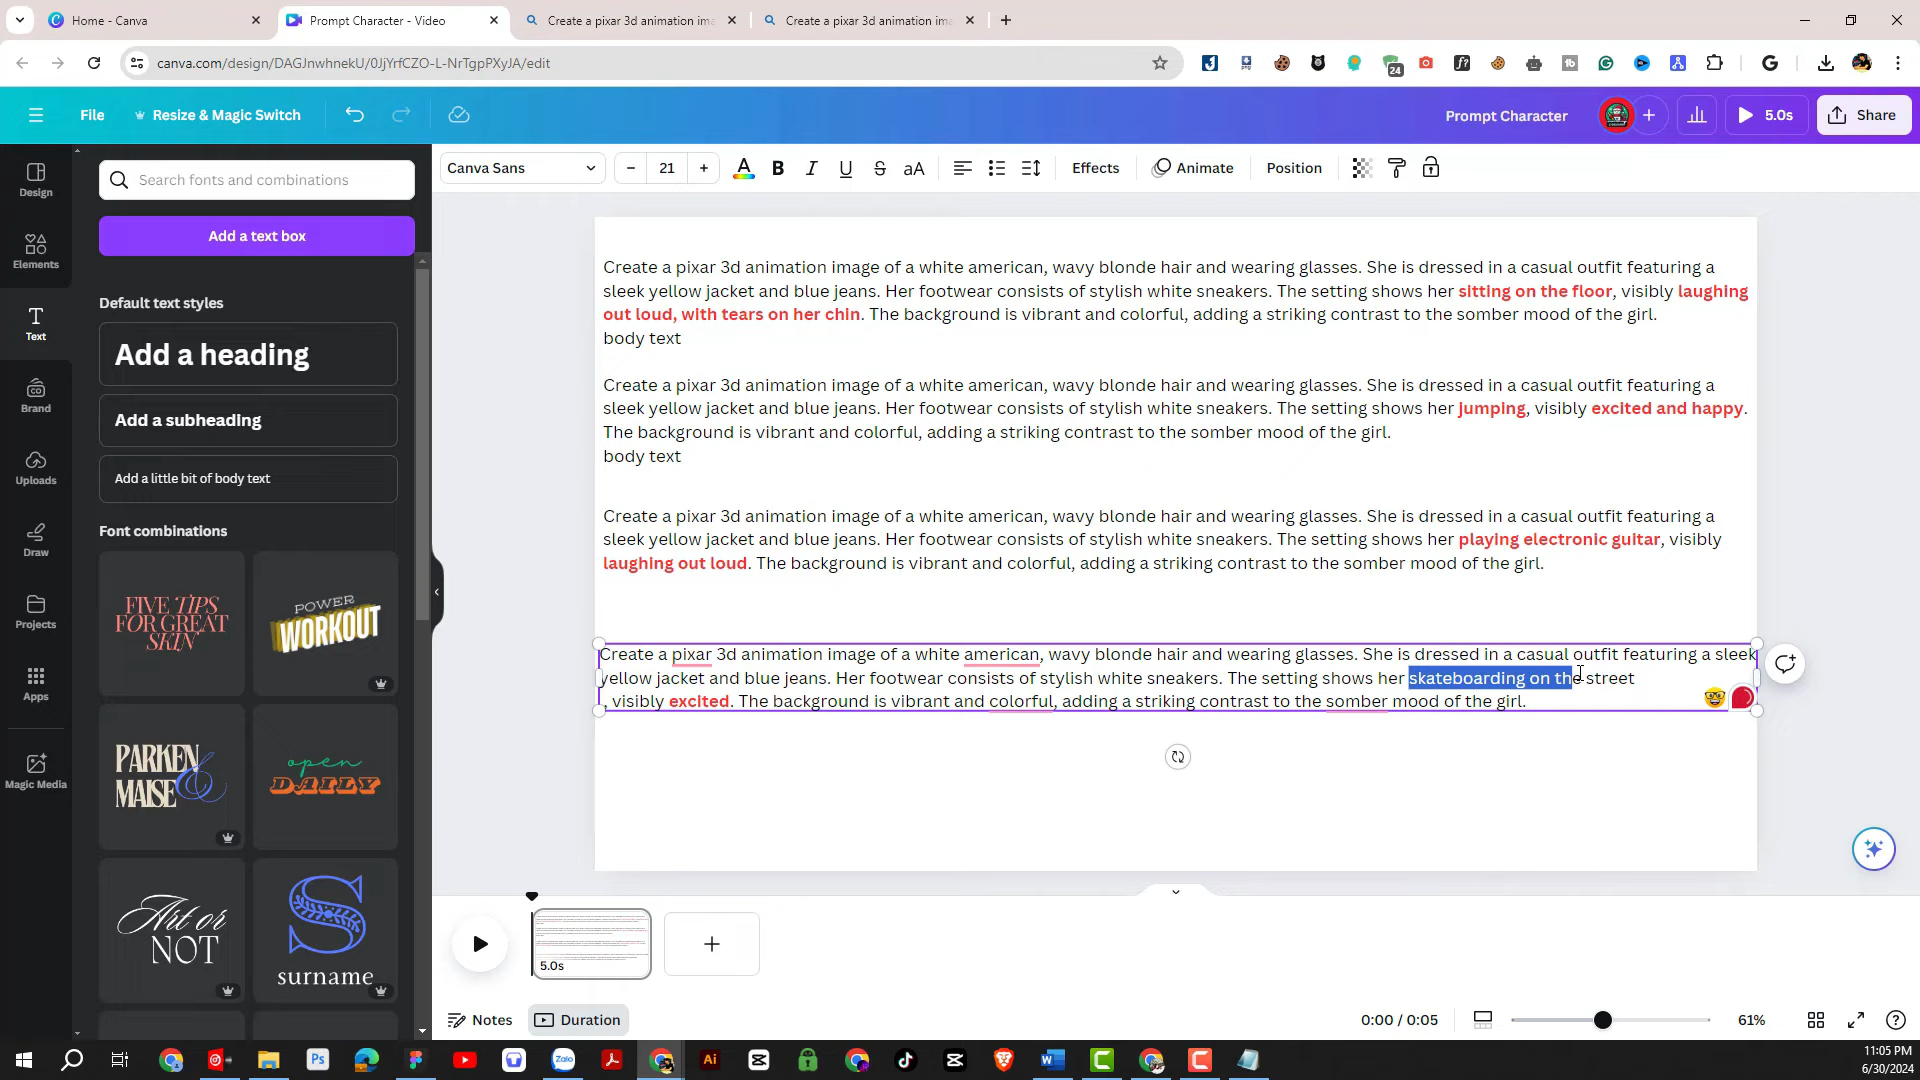 Home - Canva
Prompt Character - Video
Create a pixar 3d animation ima
Create a pixar 3d animation ima
canva.com/design/DAGJnwhnekU/0JjYrfCZO-L-NrTgpPXyJA/edit
24
File
Resize & Magic Switch
Prompt Character
5.0s
Share
Design
Elements
Text
Brand
Uploads
Draw
Projects
Apps
Magic Media
Search fonts and combinations
Add a text box
Default text styles
Add a heading
Add a subheading
Add a little bit of body text
Font combinations
FIVE TIPS
FOR GREAT
SKIN
POWER
WORKOUT
PARKEN
MAISE &
open
DAILY
Art or
NOT
S
surname
Canva Sans
21
aA
Effects
Animate
Position
Create a pixar 3d animation image of a white american, wavy blonde hair and wearing glasses. She is dressed in a casual outfit featuring a
sleek yellow jacket and blue jeans. Her footwear consists of stylish white sneakers. The setting shows her sitting on the floor, visibly laughing
out loud, with tears on her chin. The background is vibrant and colorful, adding a striking contrast to the somber mood of the girl.
body text
Create a pixar 3d animation image of a white american, wavy blonde hair and wearing glasses. She is dressed in a casual outfit featuring a
sleek yellow jacket and blue jeans. Her footwear consists of stylish white sneakers. The setting shows her jumping, visibly excited and happy.
The background is vibrant and colorful, adding a striking contrast to the somber mood of the girl.
body text
Create a pixar 3d animation image of a white american, wavy blonde hair and wearing glasses. She is dressed in a casual outfit featuring a
sleek yellow jacket and blue jeans. Her footwear consists of stylish white sneakers. The setting shows her playing electronic guitar, visibly
laughing out loud. The background is vibrant and colorful, adding a striking contrast to the somber mood of the girl.
Create a pixar 3d animation image of a white american, wavy blonde hair and wearing glasses. She is dressed in a casual outfit featuring a sleek
yellow jacket and blue jeans. Her footwear consists of stylish white sneakers. The setting shows her skateboarding on the street
, visibly excited. The background is vibrant and colorful, adding a striking contrast to the somber mood of the girl.
5.0s
Notes
Duration
0:00 / 0:05
61%
11:05 PM
6/30/2024